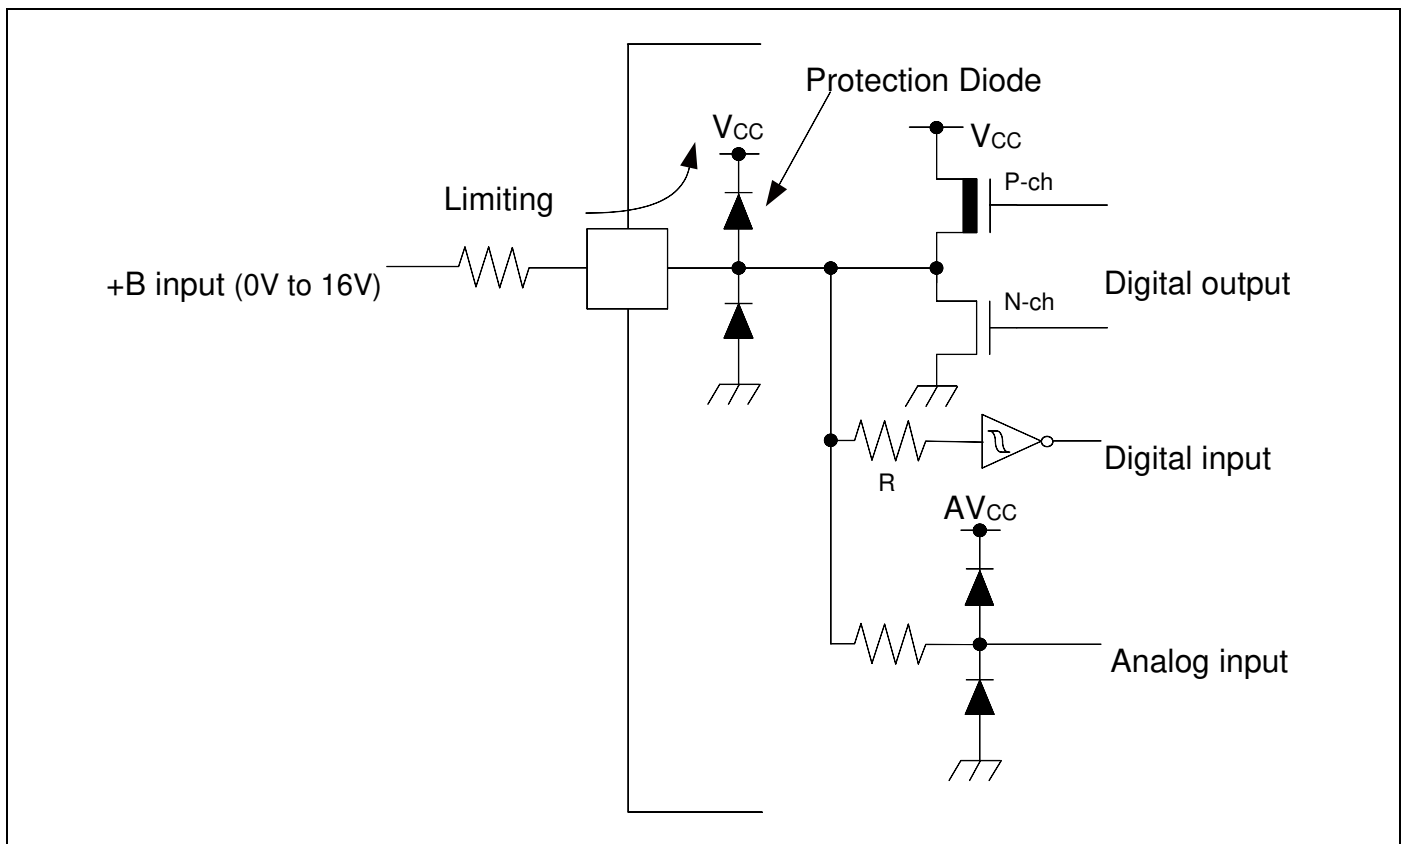 Protection Diode
VCC
VCC
P-ch
Limiting
+B input (0V to 16V)
Digital output
N-ch
Digital input
R
AVCC
Analog input